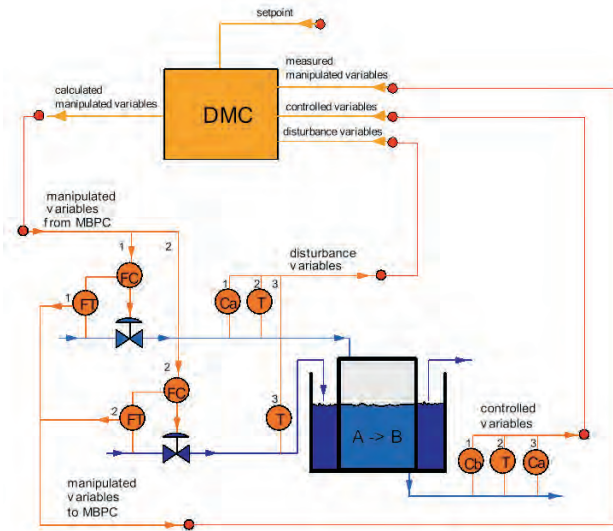 setpoint
measured
manipulated variables
calculated
manipulated variables
controlled variables
DMC
disturbance variables
manipulated
variables
from MBPC
1
2
disturbance
variables
FC
1
FT
1
2
3
Ca
T
2
FC
2
FT
3
T
A -> B
controlled
variables
1
2
3
Cb
T
Ca
manipulated
variables
to MBPC